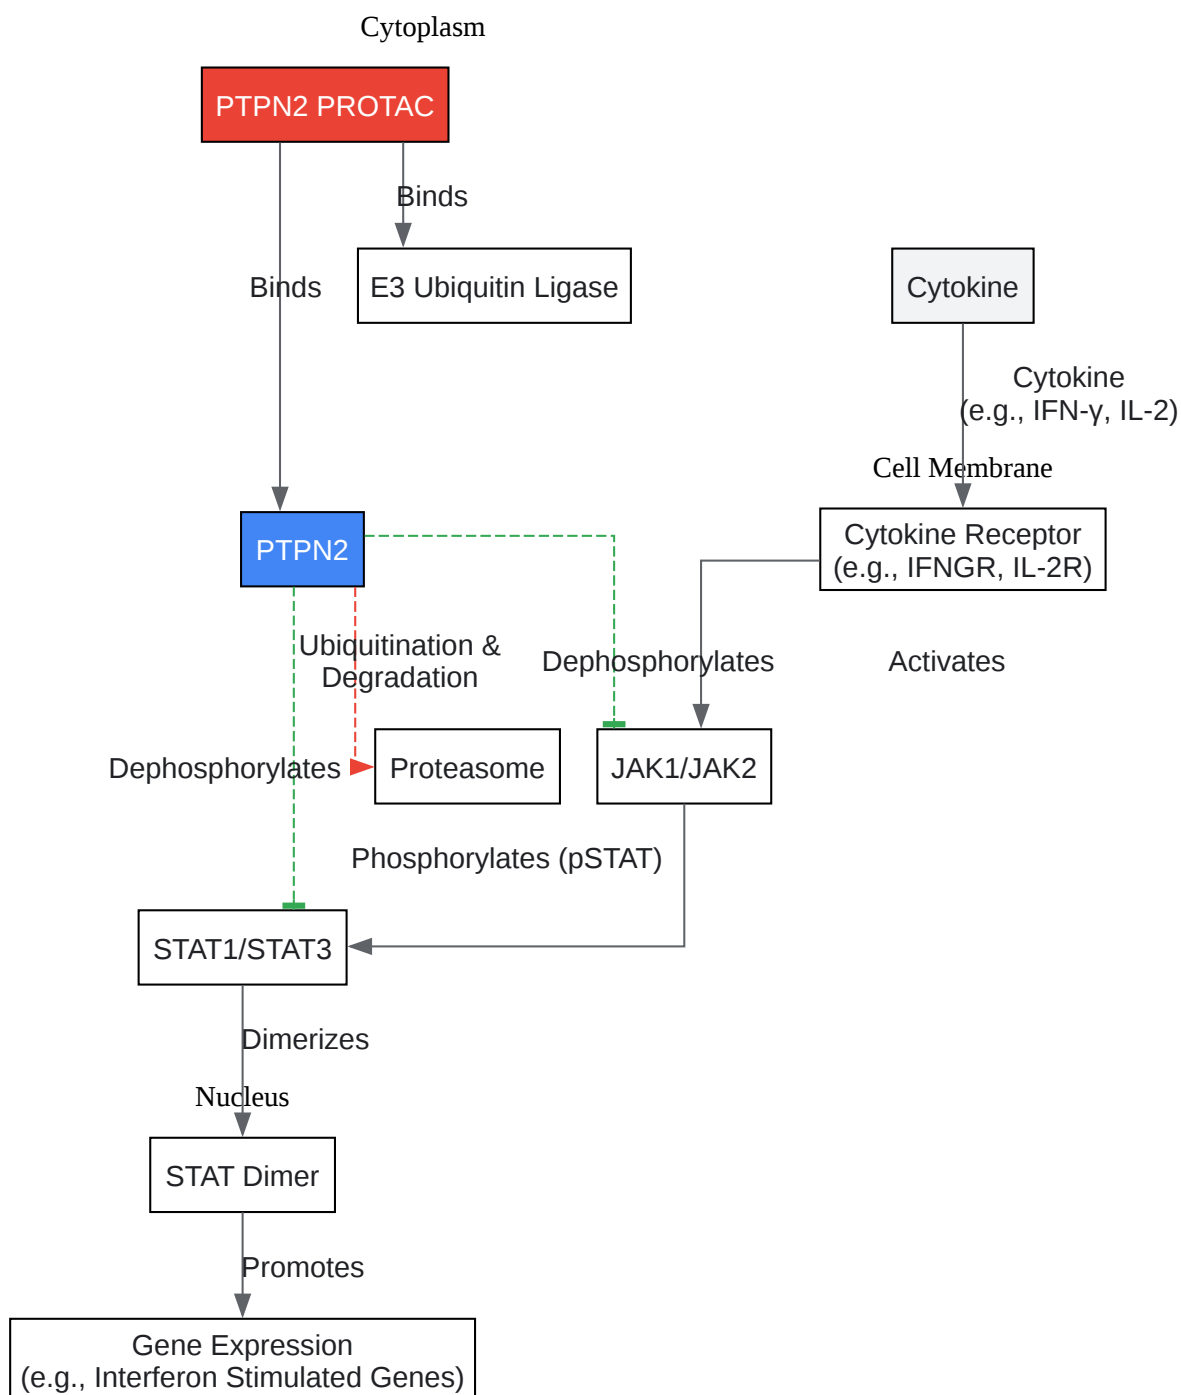 Cytoplasm
PTPN2 PROTAC
Binds
Binds
E3 Ubiquitin Ligase
Cytokine
Cytokine
(e.g., IFN-γ, IL-2)
Cell Membrane
Cytokine Receptor
(e.g., IFNGR, IL-2R)
PTPN2
Ubiquitination &
Degradation
Dephosphorylates
Activates
Dephosphorylates
Proteasome
JAK1/JAK2
Phosphorylates (pSTAT)
STAT1/STAT3
Dimerizes
Nucleus
STAT Dimer
Promotes
Gene Expression
(e.g., Interferon Stimulated Genes)